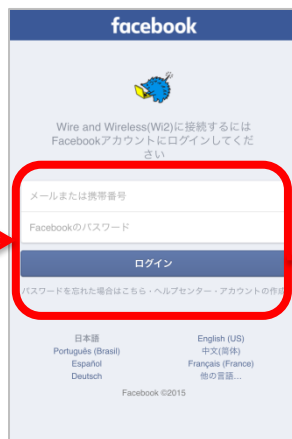 facebook
Wire and Wireless(Wi2)に接続するには
Facebookアカウントにログインしてくだ
さい
メールまたは携帯番号
Facebookのパスワード
ログイン
パスワードを忘れた場合はこちら・ヘルプセンター・アカウントの作成
日本語 English (US)
Português (Brasil) 中文(简体)
Español Français (France)
Deutsch 他の言語...
Facebook ©2015